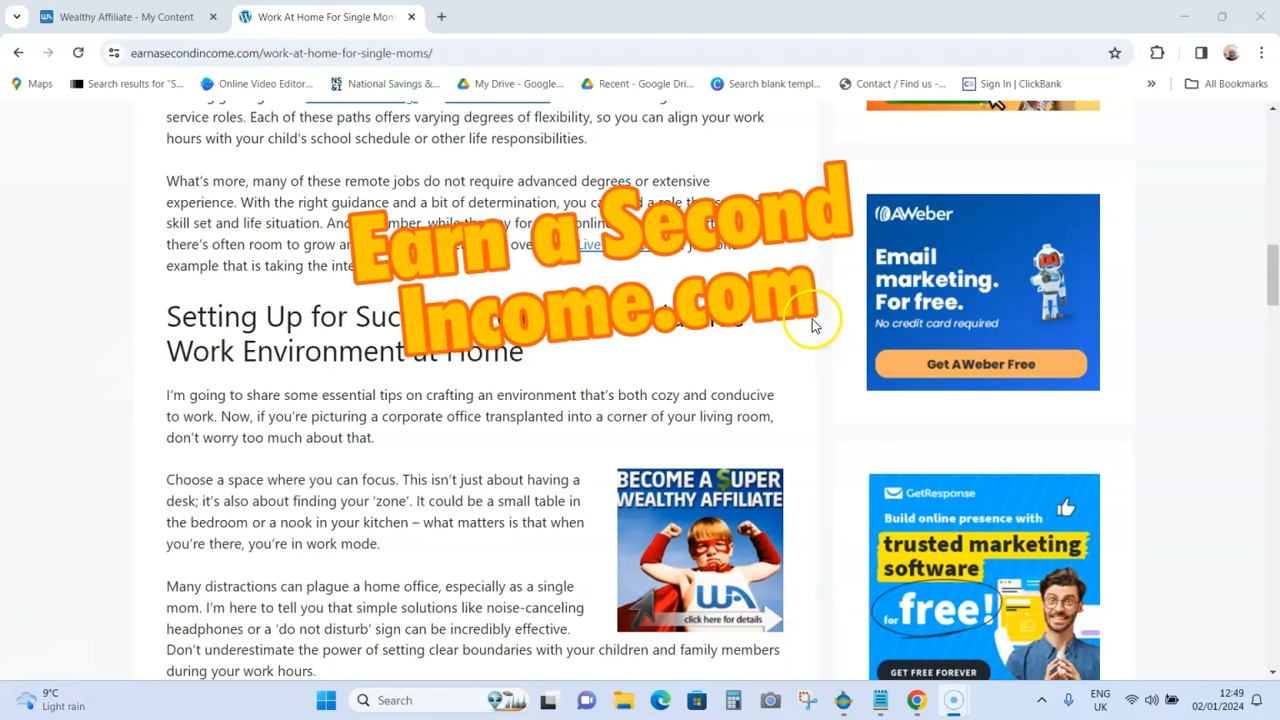 Wealthy Affiliate - My Content
Work At Home For Single Mom
earnasecondincome.com/work-at-home-for-single-moms/
Maps
Search results for "S...
Online Video Editor...
National Savings &...
My Drive - Google...
Recent - Google Dri...
Search blank templ...
Contact / Find us -...
Sign In | ClickBank
All Bookmarks
service roles. Each of these paths offers varying degrees of flexibility, so you can align your work
hours with your child's school schedule or other life responsibilities.
What's more, many of these remote jobs do not require advanced degrees or extensive
experience. With the right guidance and a bit of determination, you
skill set and life situation.
there's often room to grow
example that is taking the
Earn a Second
Income.com
Setting Up for
Work Environment at Home
I'm going to share some essential tips on crafting an environment that's both cozy and conducive
to work. Now, if you're picturing a corporate office transplanted into a corner of your living room,
don't worry too much about that.
Choose a space where you can focus. This isn't just about having a
desk; it's also about finding your 'zone'. It could be a small table in
the bedroom or a nook in your kitchen – what matters is that when
you're there, you're in work mode.
BECOME A $UPER
WEALTHY AFFILIATE
WA
click here for details
Many distractions can plague a home office, especially as a single
mom. I'm here to tell you that simple solutions like noise-canceling
headphones or a 'do not disturb' sign can be incredibly effective.
Don't underestimate the power of setting clear boundaries with your children and family members
during your work hours.
AWeber
Email
marketing.
For free.
No credit card required
Get AWeber Free
GetResponse
Build online presence with
trusted marketing
software
for free!
GET FREE FOREVER
9°C
Light rain
Search
ENG
UK
12:49
02/01/2024